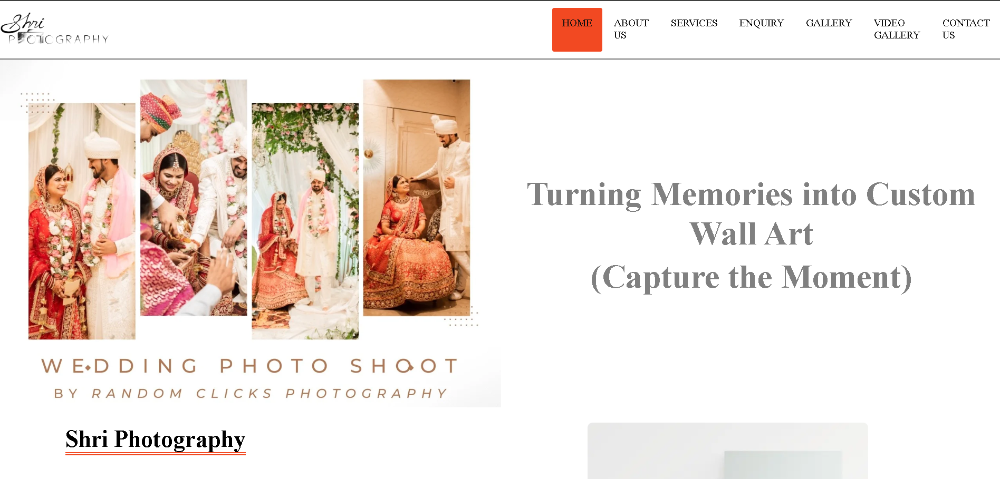 Shri
PHOTOGRAPHY
HOME
ABOUT
US
SERVICES
ENQUIRY
GALLERY
VIDEO
GALLERY
CONTACT
US
WEDDING PHOTO SHOOT
BY RANDOM CLICKS PHOTOGRAPHY
Turning Memories into Custom
Wall Art
(Capture the Moment)
Shri Photography